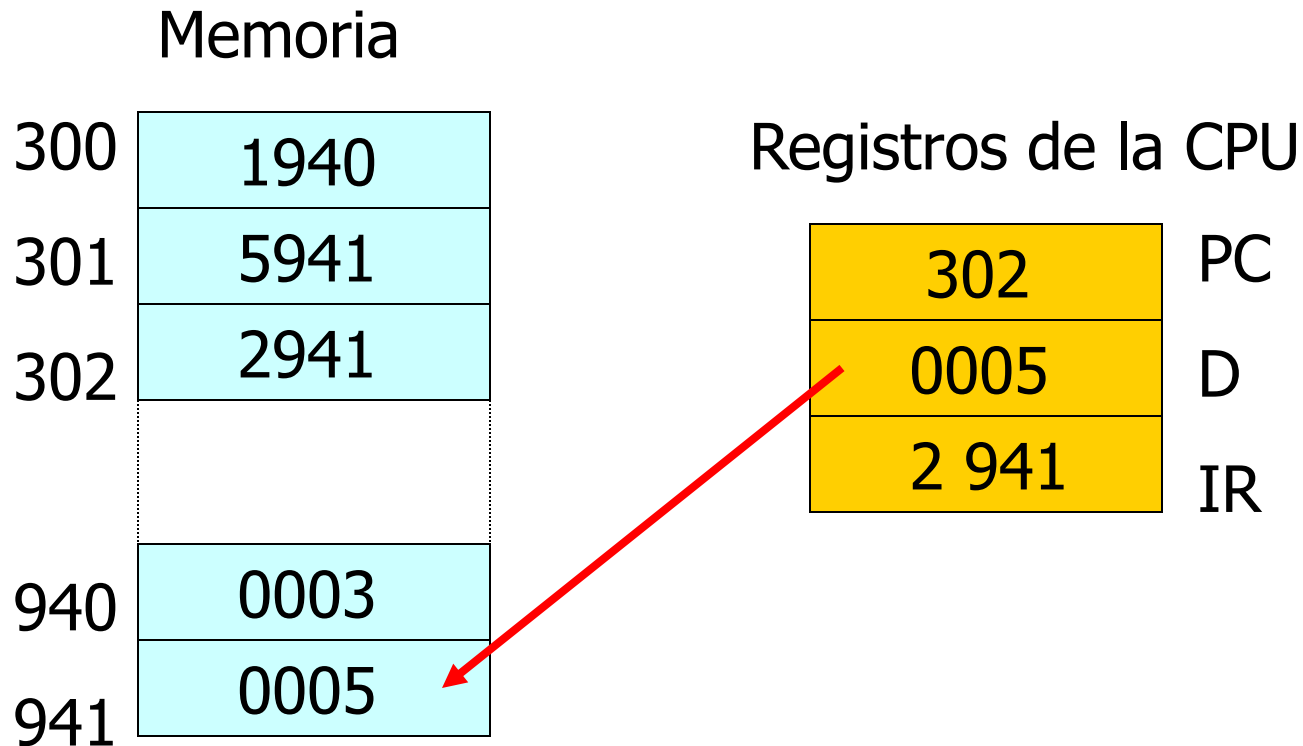 Memoria
300 1940
301 5941
302 2941
940 0003
941 0005
Registros de la CPU
302 PC
0005 D
2 941 IR